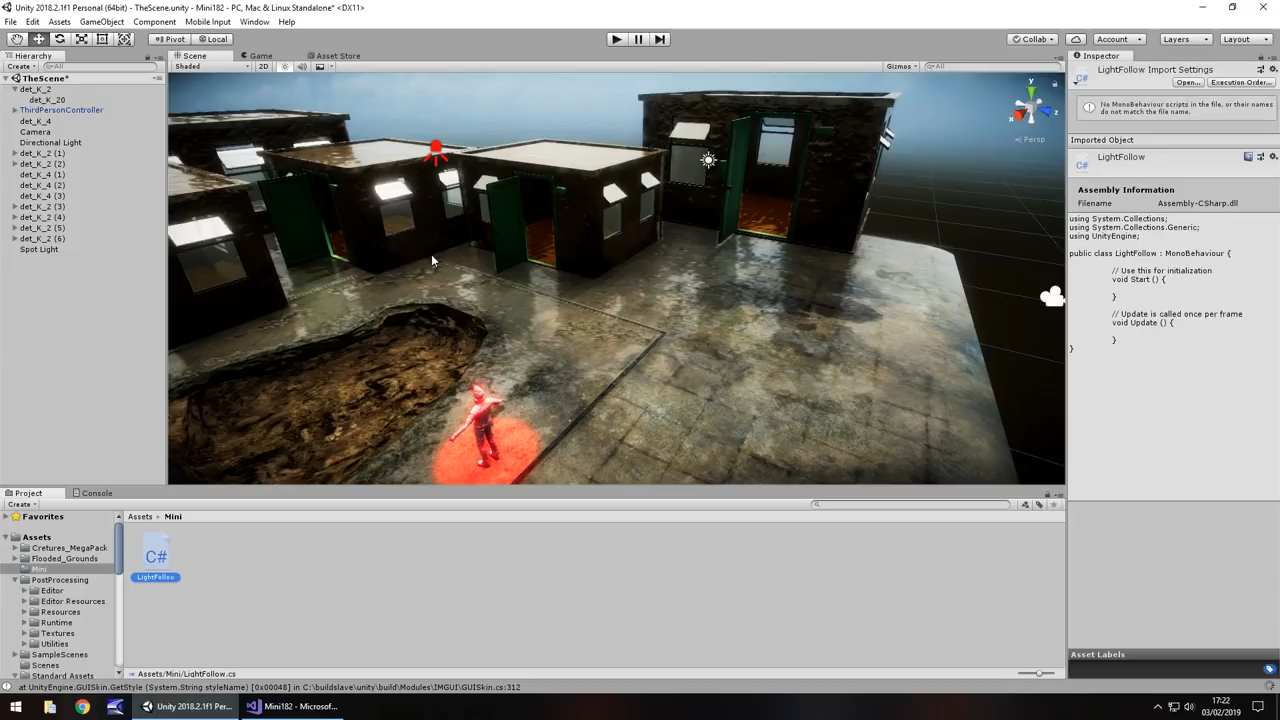 Unity 2018.2.1f1 Personal (64bit) - TheScene.unity - Mini182 - PC, Mac & Linux Standalone* <DX11>
File Edit Assets GameObject Component Mobile Input Window Help
Pivot Local Collab Account Layers Layout
Hierarchy Scene Game Asset Store Inspector
Create All Shaded 2D Gizmos All
LightFollow Import Settings
TheScene*
Open... Execution Order...
det_K_2
det_K_20
No MonoBehaviour scripts in the file, or their names do not match the file name.
ThirdPersonController
det_K_4
Camera
Directional Light
det_K_2 (1)
det_K_2 (2)
det_K_4 (1)
det_K_4 (2)
det_K_4 (3)
det_K_2 (3)
det_K_2 (4)
det_K_2 (5)
det_K_2 (6)
Spot Light
y
x
z
Persp
Imported Object
LightFollow
Assembly Information
Filename Assembly-CSharp.dll
using System.Collections;
using System.Collections.Generic;
using UnityEngine;
public class LightFollow : MonoBehaviour {
// Use this for initialization
void Start () {
}
// Update is called once per frame
void Update () {
}
}
Project Console
Create
Favorites
Assets
Cretures_MegaPack
Flooded_Grounds
Mini
PostProcessing
Editor
Editor Resources
Resources
Runtime
Textures
Utilities
SampleScenes
Scenes
Standard Assets
Assets Mini
C#
LightFollow
Assets/Mini/LightFollow.cs
Asset Labels
at UnityEngine.GUISkin.GetStyle (System.String styleName) [0x00048] in C:\buildslave\unity\build\Modules\IMGUI\GUISkin.cs:312
Unity 2018.2.1f1 Per...
Mini182 - Microsof...
17:22
03/02/2019